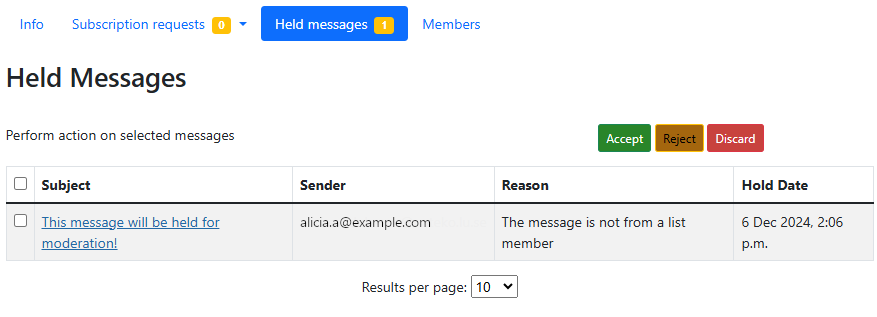 Info Subscription requests 0 Held messages 1 Members
Held Messages
Perform action on selected messages Accept Reject Discard
Subject Sender Reason Hold Date
This message will be held for alicia.a@example.com The message is not from a list 6 Dec 2024, 2:06
moderation! member p.m.
Results per page: 10